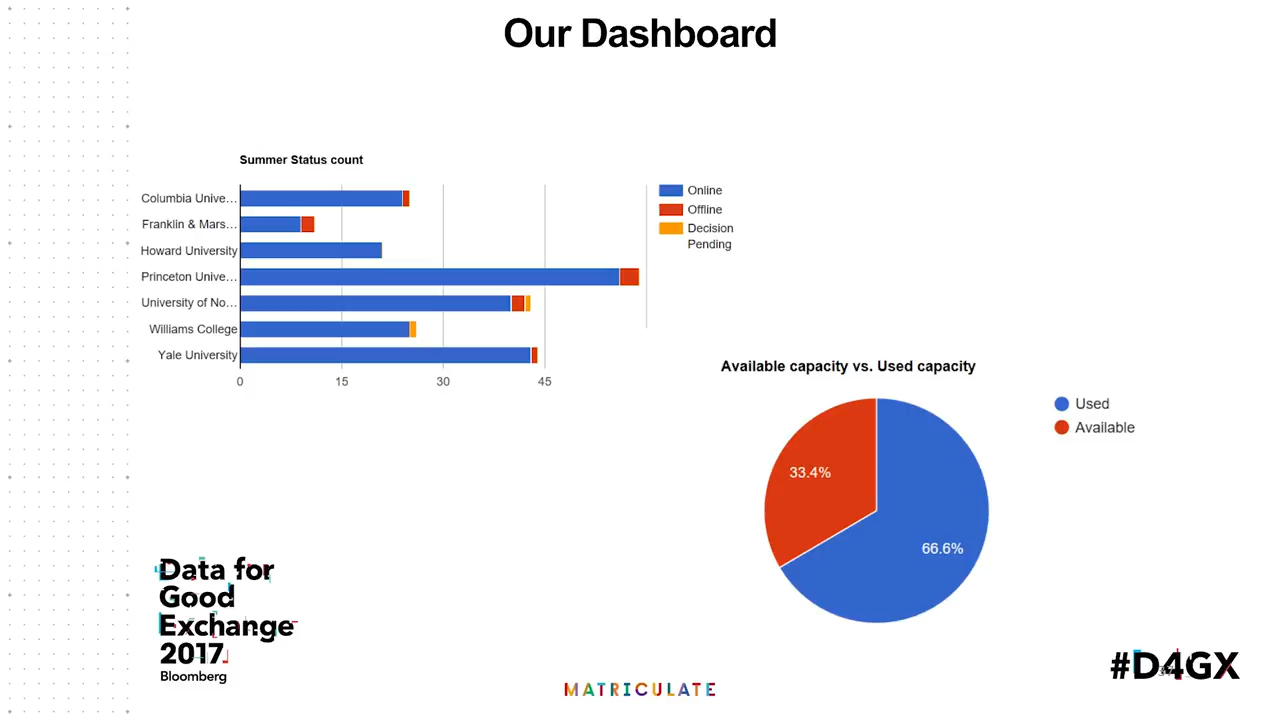 Our Dashboard
Summer Status count
Columbia Unive…
Franklin & Mars…
Howard University
Princeton Unive…
University of No…
Williams College
Yale University
0 15 30 45
Online
Offline
Decision
Pending
Available capacity vs. Used capacity
33.4%
66.6%
Used
Available
Data for
Good
Exchange
2017
Bloomberg
MATRICULATE
#D4GX